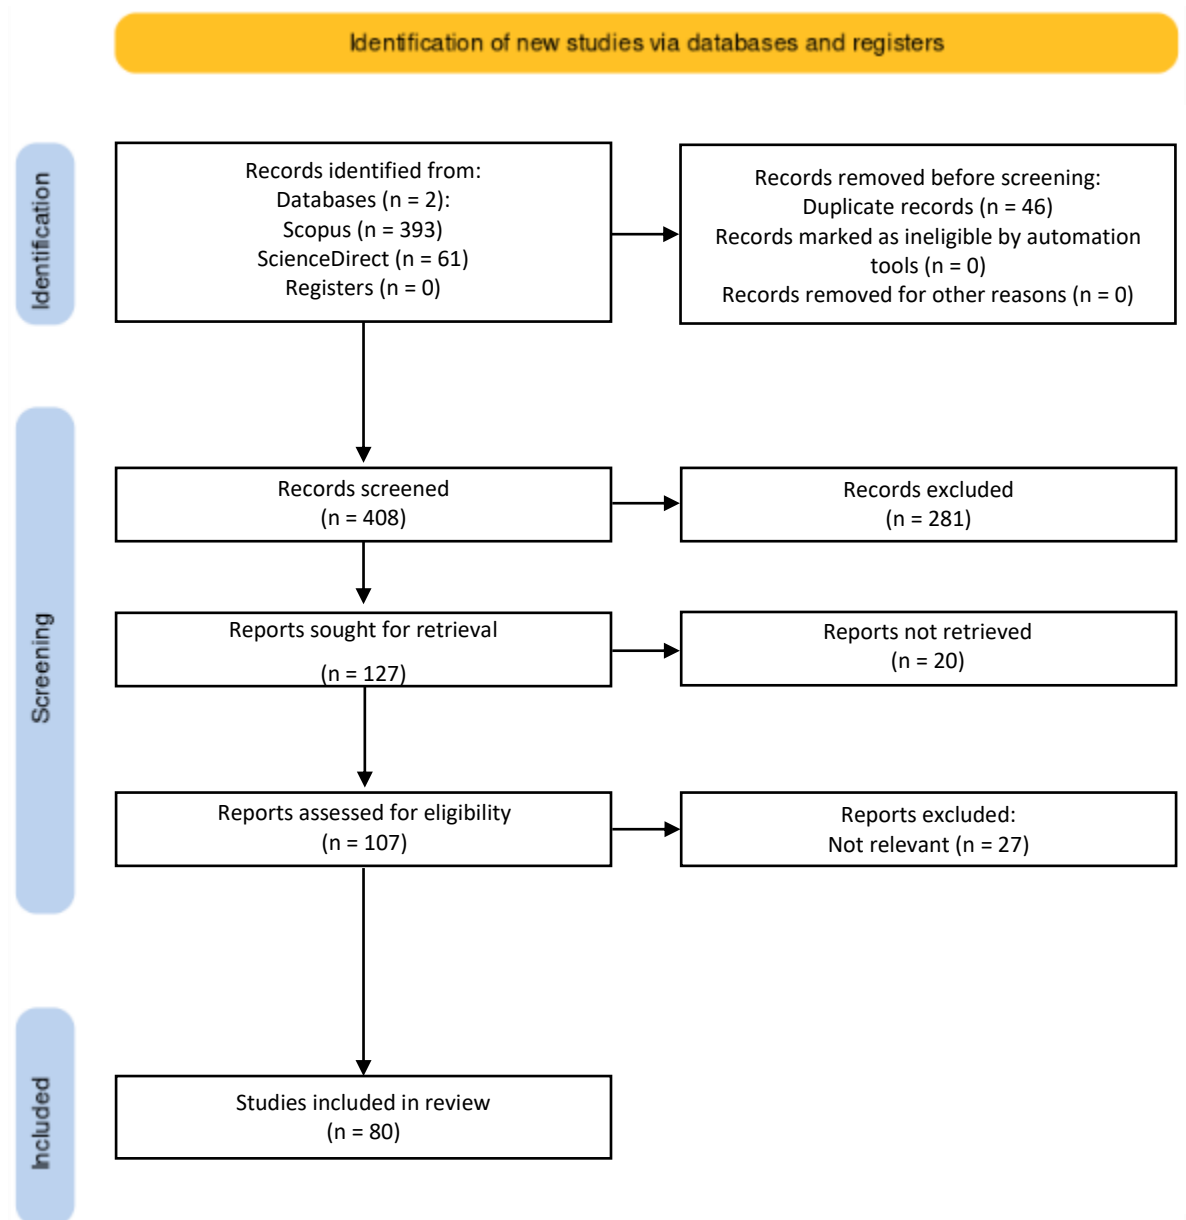 Identification of new studies via databases and registers
Identification
Records identified from:
Databases (n = 2):
Scopus (n = 393)
ScienceDirect (n = 61)
Registers (n = 0)
Records removed before screening:
Duplicate records (n = 46)
Records marked as ineligible by automation
tools (n = 0)
Records removed for other reasons (n = 0)
Screening
Records screened
(n = 408)
Records excluded
(n = 281)
Reports sought for retrieval
(n = 127)
Reports not retrieved
(n = 20)
Reports assessed for eligibility
(n = 107)
Reports excluded:
Not relevant (n = 27)
Included
Studies included in review
(n = 80)